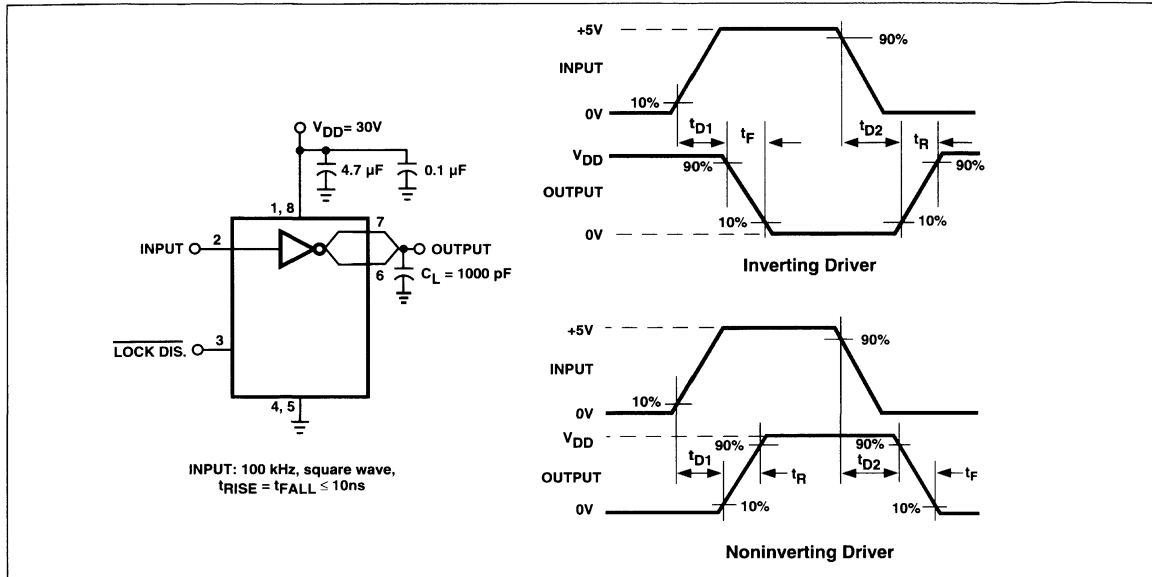 V_DD = 30V
4.7 µF
0.1 µF
1, 8
INPUT
2
7
OUTPUT
6
C_L = 1000 pF
LOCK DIS.
3
4, 5
INPUT: 100 kHz, square wave,
t_RISE = t_FALL ≤ 10ns
+5V
90%
INPUT
10%
0V
t_D1
t_F
t_D2
t_R
V_DD
90%
90%
OUTPUT
10%
10%
0V
Inverting Driver
+5V
90%
INPUT
10%
0V
V_DD
90%
90%
t_D1
t_R
t_D2
t_F
OUTPUT
10%
10%
0V
Noninverting Driver